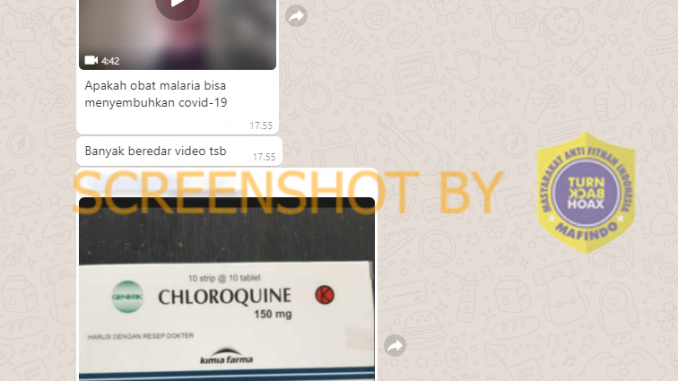 4:42
Apakah obat malaria bisa
menyembuhkan covid-19
17.55
Banyak beredar video tsb
17.55
SCREENSHOT BY
MASYARAKAT ANTI FITNAH INDONESIA
TURN
BACK
HOAX
MAFINDO
10 strip @ 10 tablet
GENERIK
CHLOROQUINE
K
150 mg
HARUS DENGAN RESEP DOKTER
kimia farma